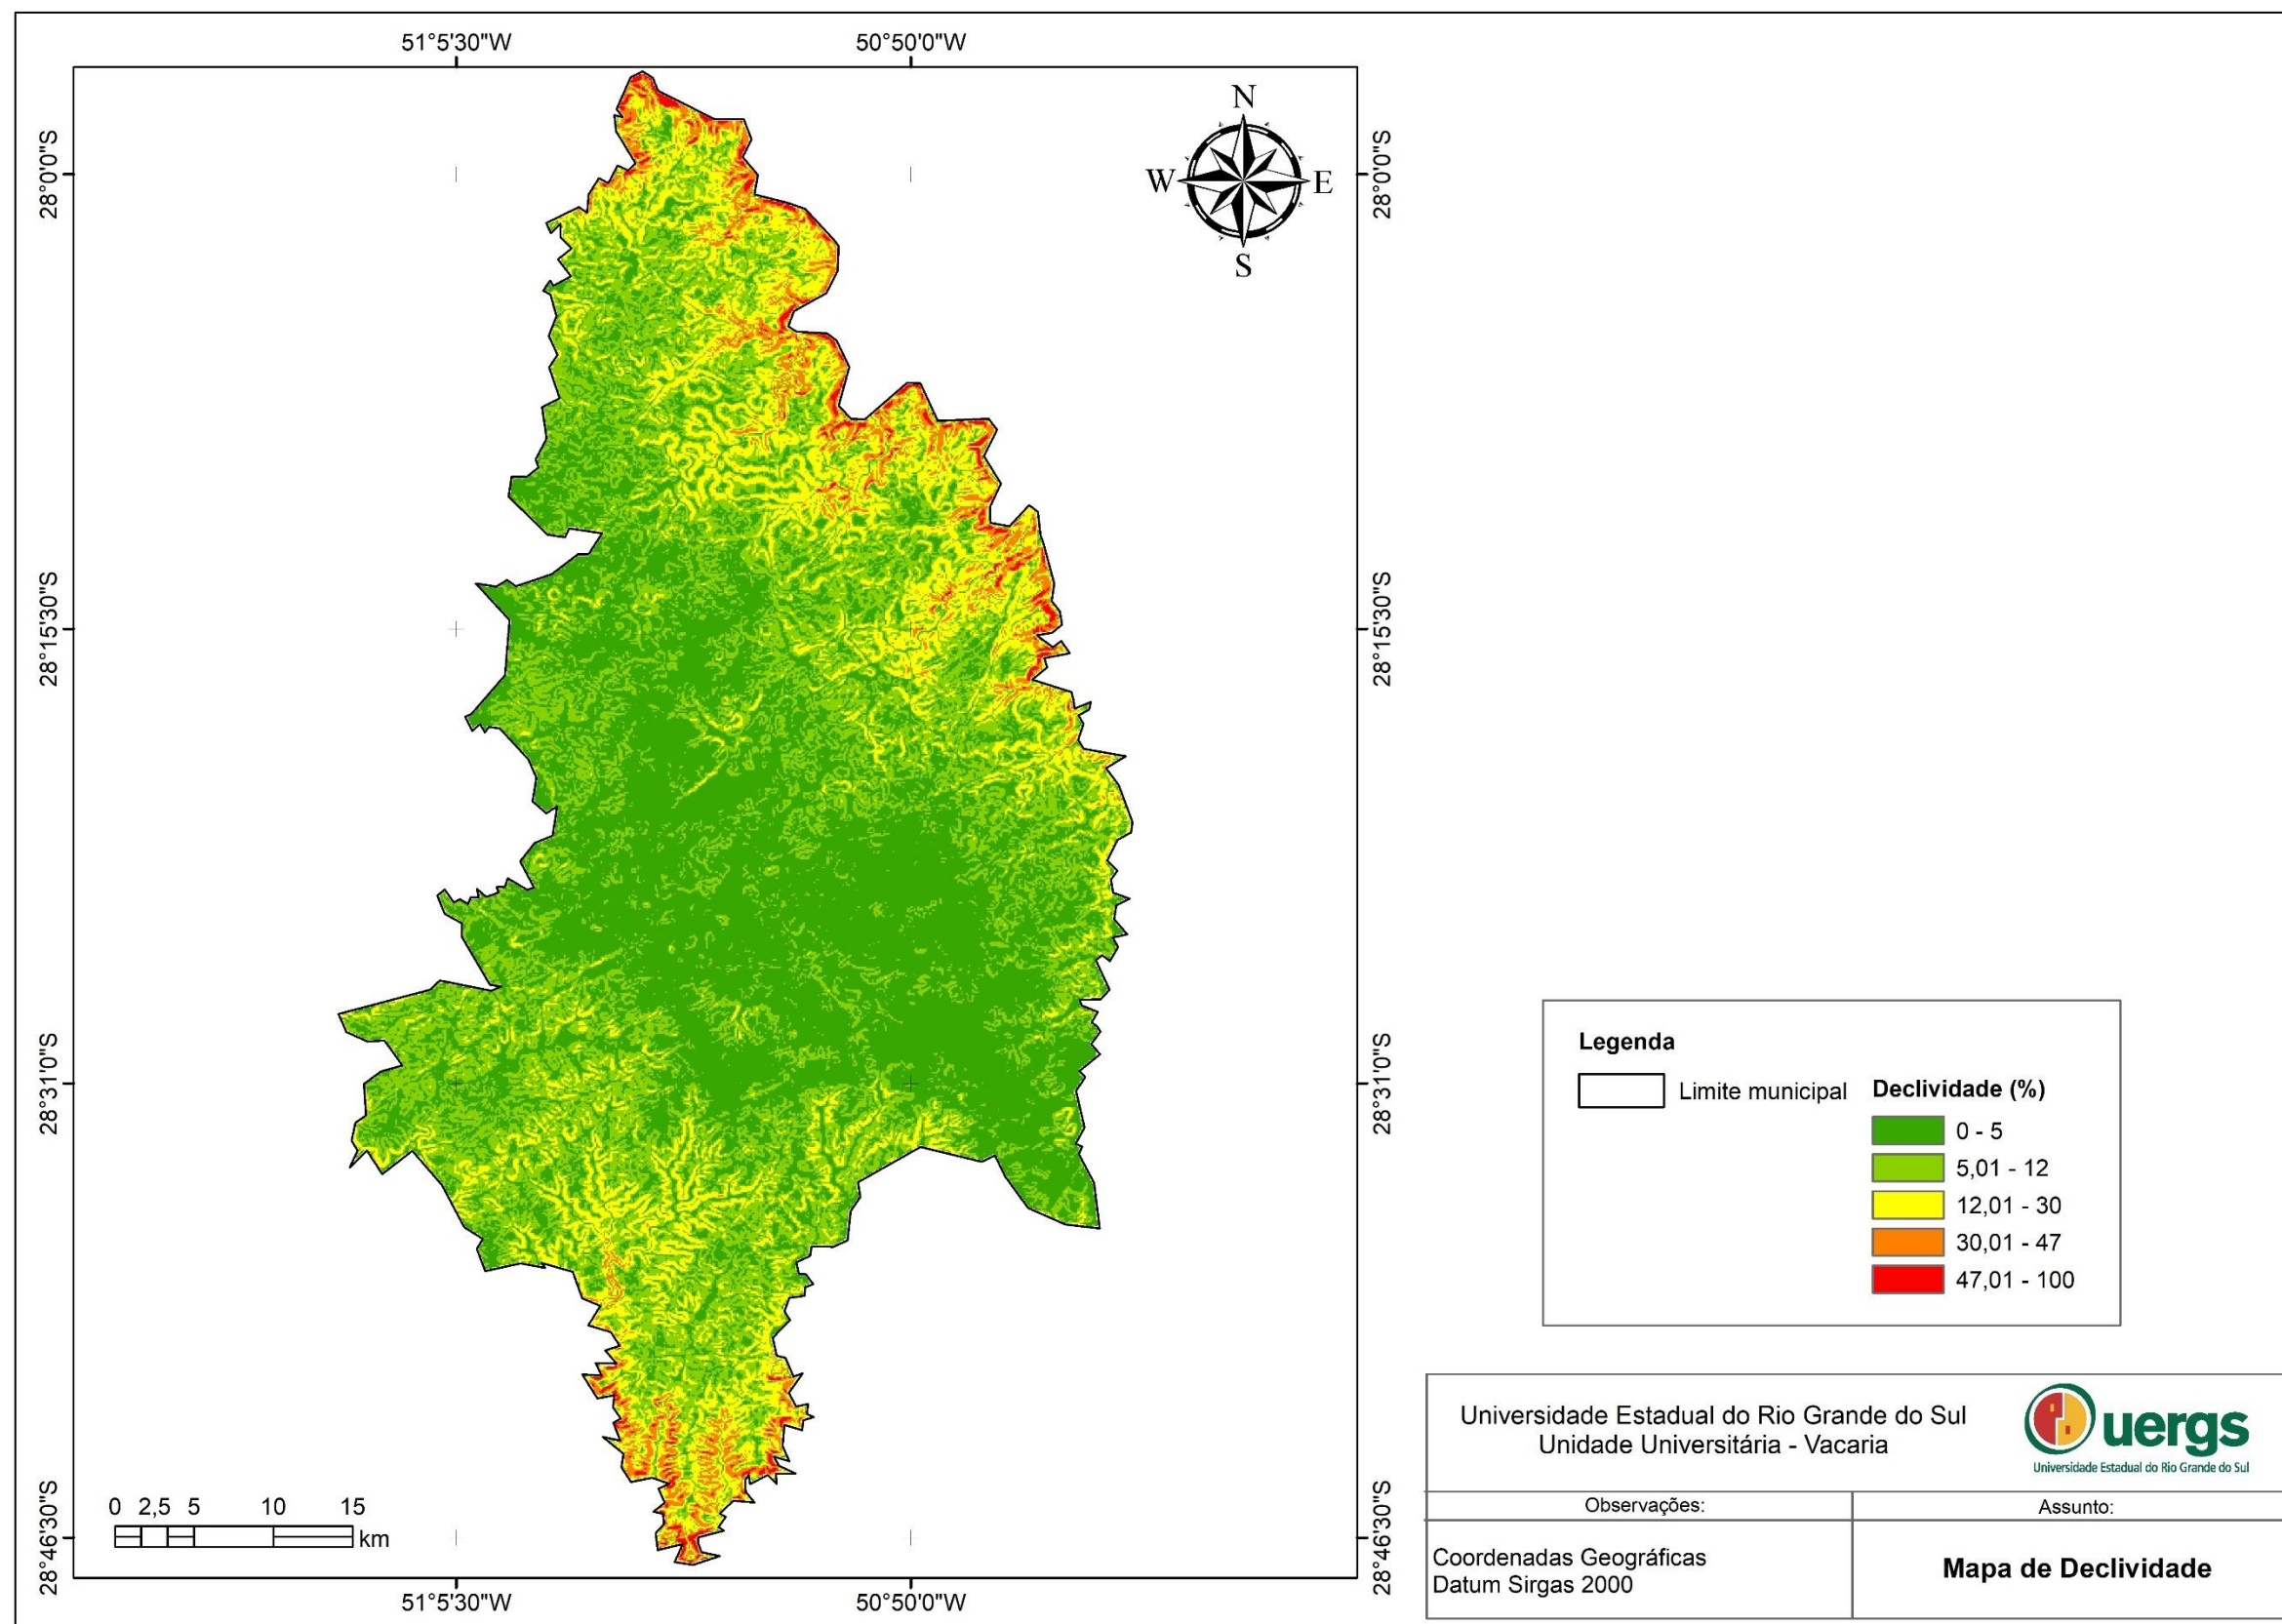 51°5'30"W
50°50'0"W
N
W
E
S
28°0'0"S
28°0'0"S
28°15'30"S
28°15'30"S
28°31'0"S
28°31'0"S
28°46'30"S
28°46'30"S
0 2,5 5 10 15
km
51°5'30"W
50°50'0"W
Legenda
Limite municipal
Declividade (%)
0 - 5
5,01 - 12
12,01 - 30
30,01 - 47
47,01 - 100
Universidade Estadual do Rio Grande do Sul
Unidade Universitária - Vacaria
uergs
Universidade Estadual do Rio Grande do Sul
Observações:
Assunto:
Coordenadas Geográficas
Datum Sirgas 2000
Mapa de Declividade